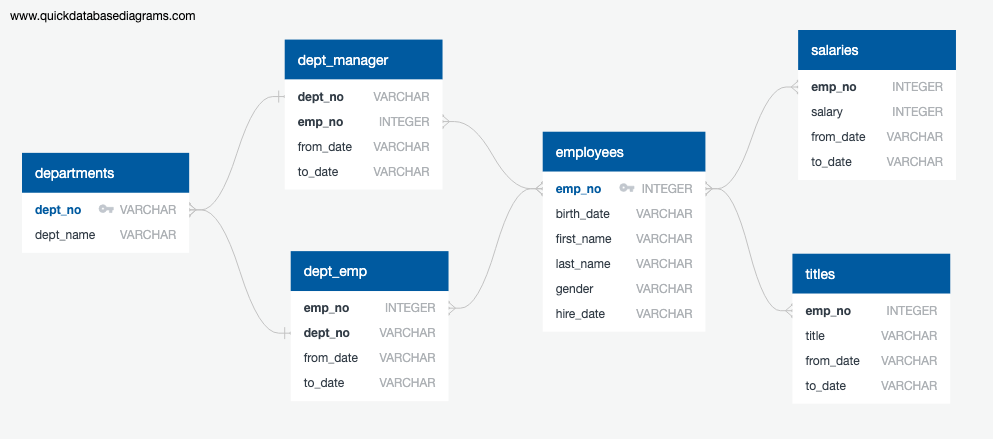 www.quickdatabasediagrams.com
departments
dept_no VARCHAR
dept_name VARCHAR
dept_manager
dept_no VARCHAR
emp_no INTEGER
from_date VARCHAR
to_date VARCHAR
dept_emp
emp_no INTEGER
dept_no VARCHAR
from_date VARCHAR
to_date VARCHAR
employees
emp_no INTEGER
birth_date VARCHAR
first_name VARCHAR
last_name VARCHAR
gender VARCHAR
hire_date VARCHAR
salaries
emp_no INTEGER
salary INTEGER
from_date VARCHAR
to_date VARCHAR
titles
emp_no INTEGER
title VARCHAR
from_date VARCHAR
to_date VARCHAR